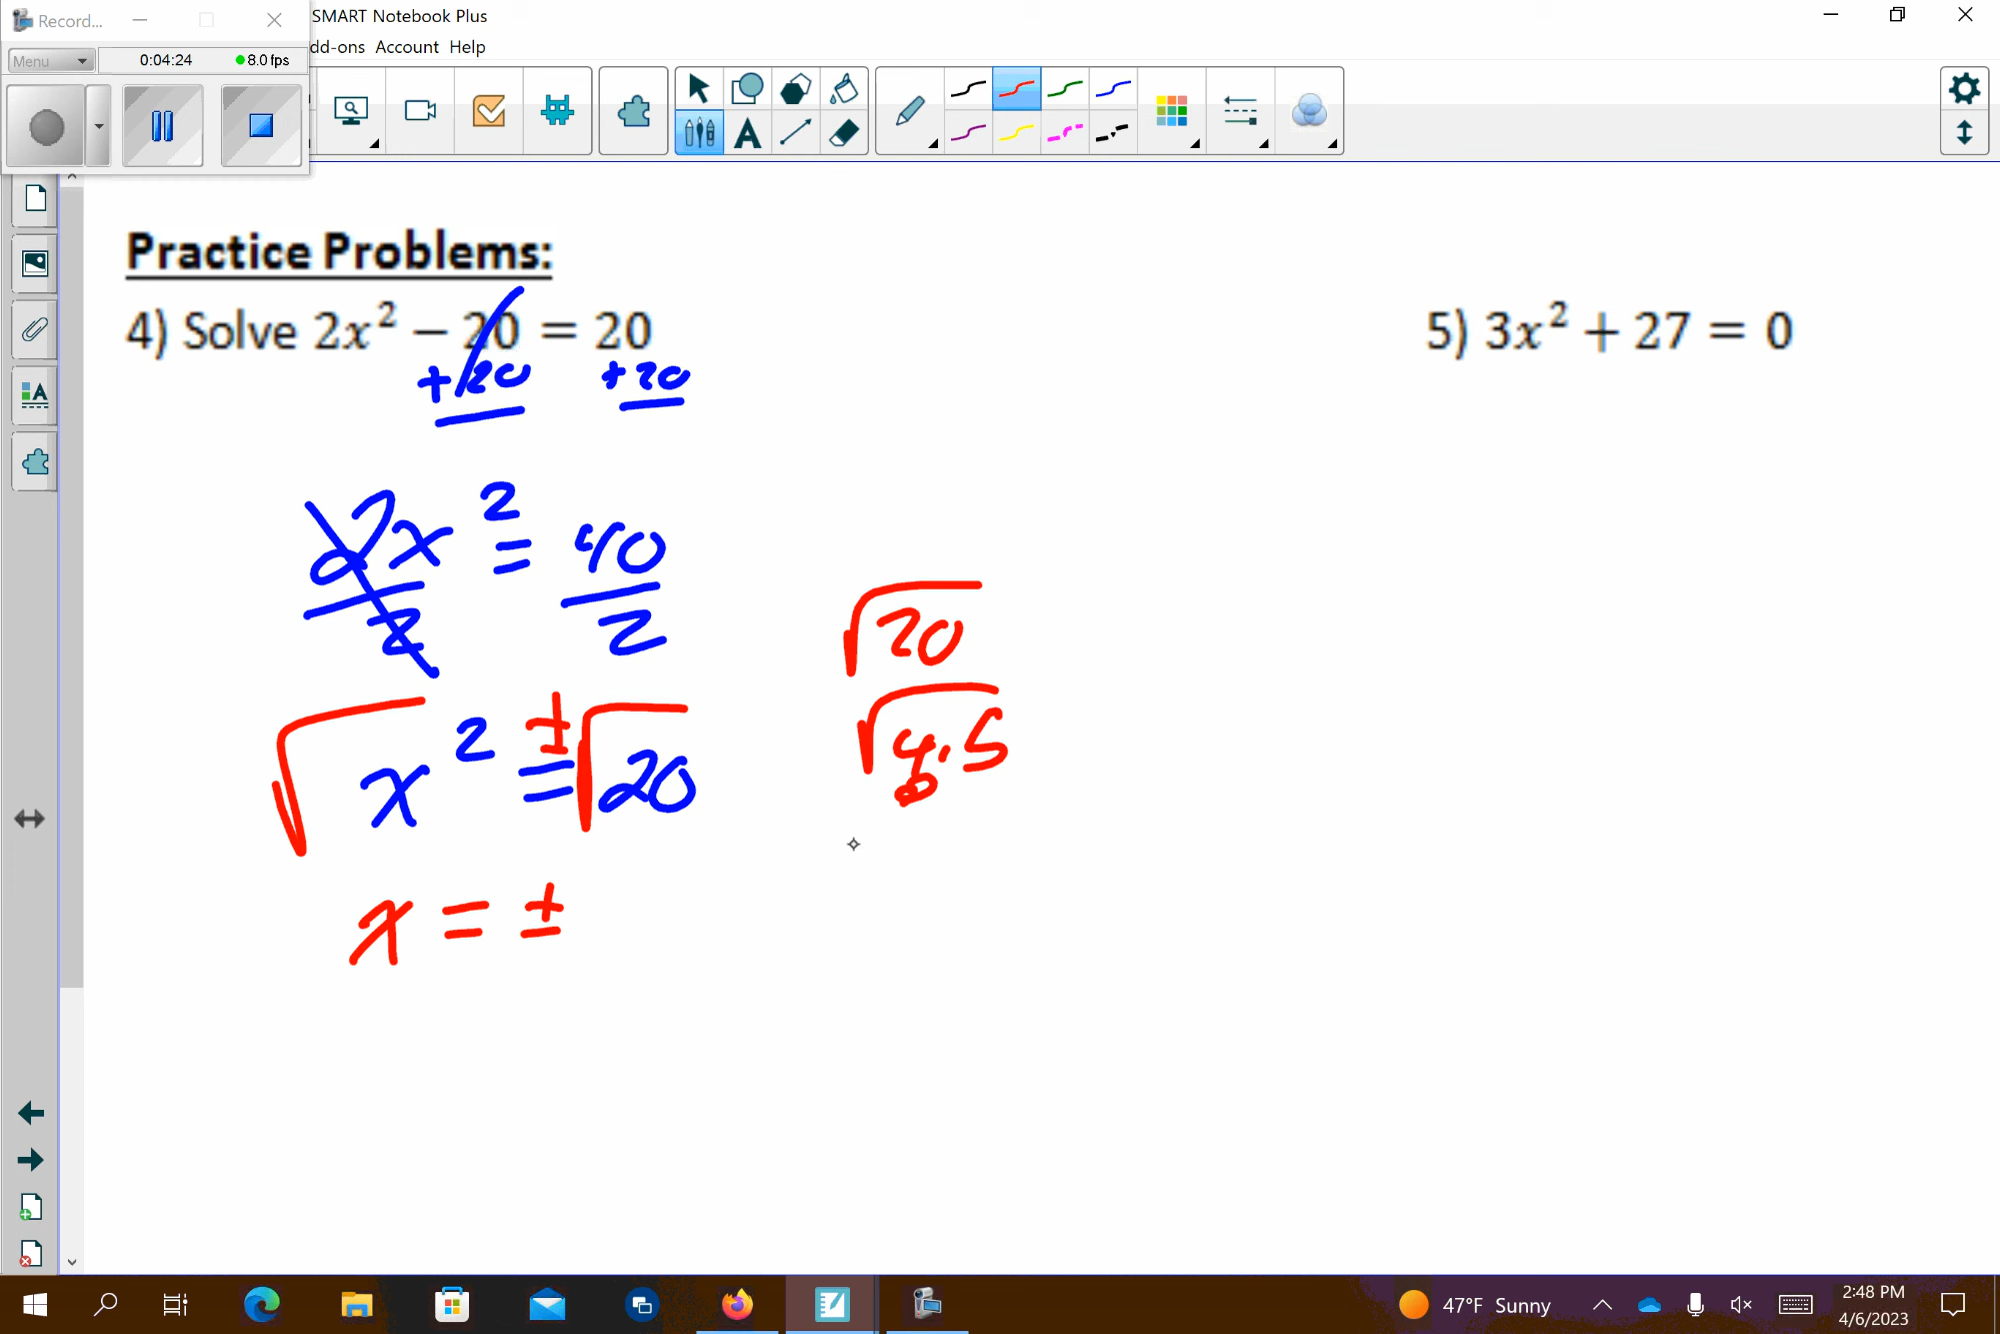 Record...
SMART Notebook Plus
Menu
0:04:24
8.0 fps
dd-ons Account Help
A
A
Practice Problems:
4) Solve 2x² − 20 = 20
+20 +20
2x² = 40
2 2
√x² = ±√20
x = ±
√20
√4·5
5) 3x² + 27 = 0
47°F Sunny
2:48 PM
4/6/2023